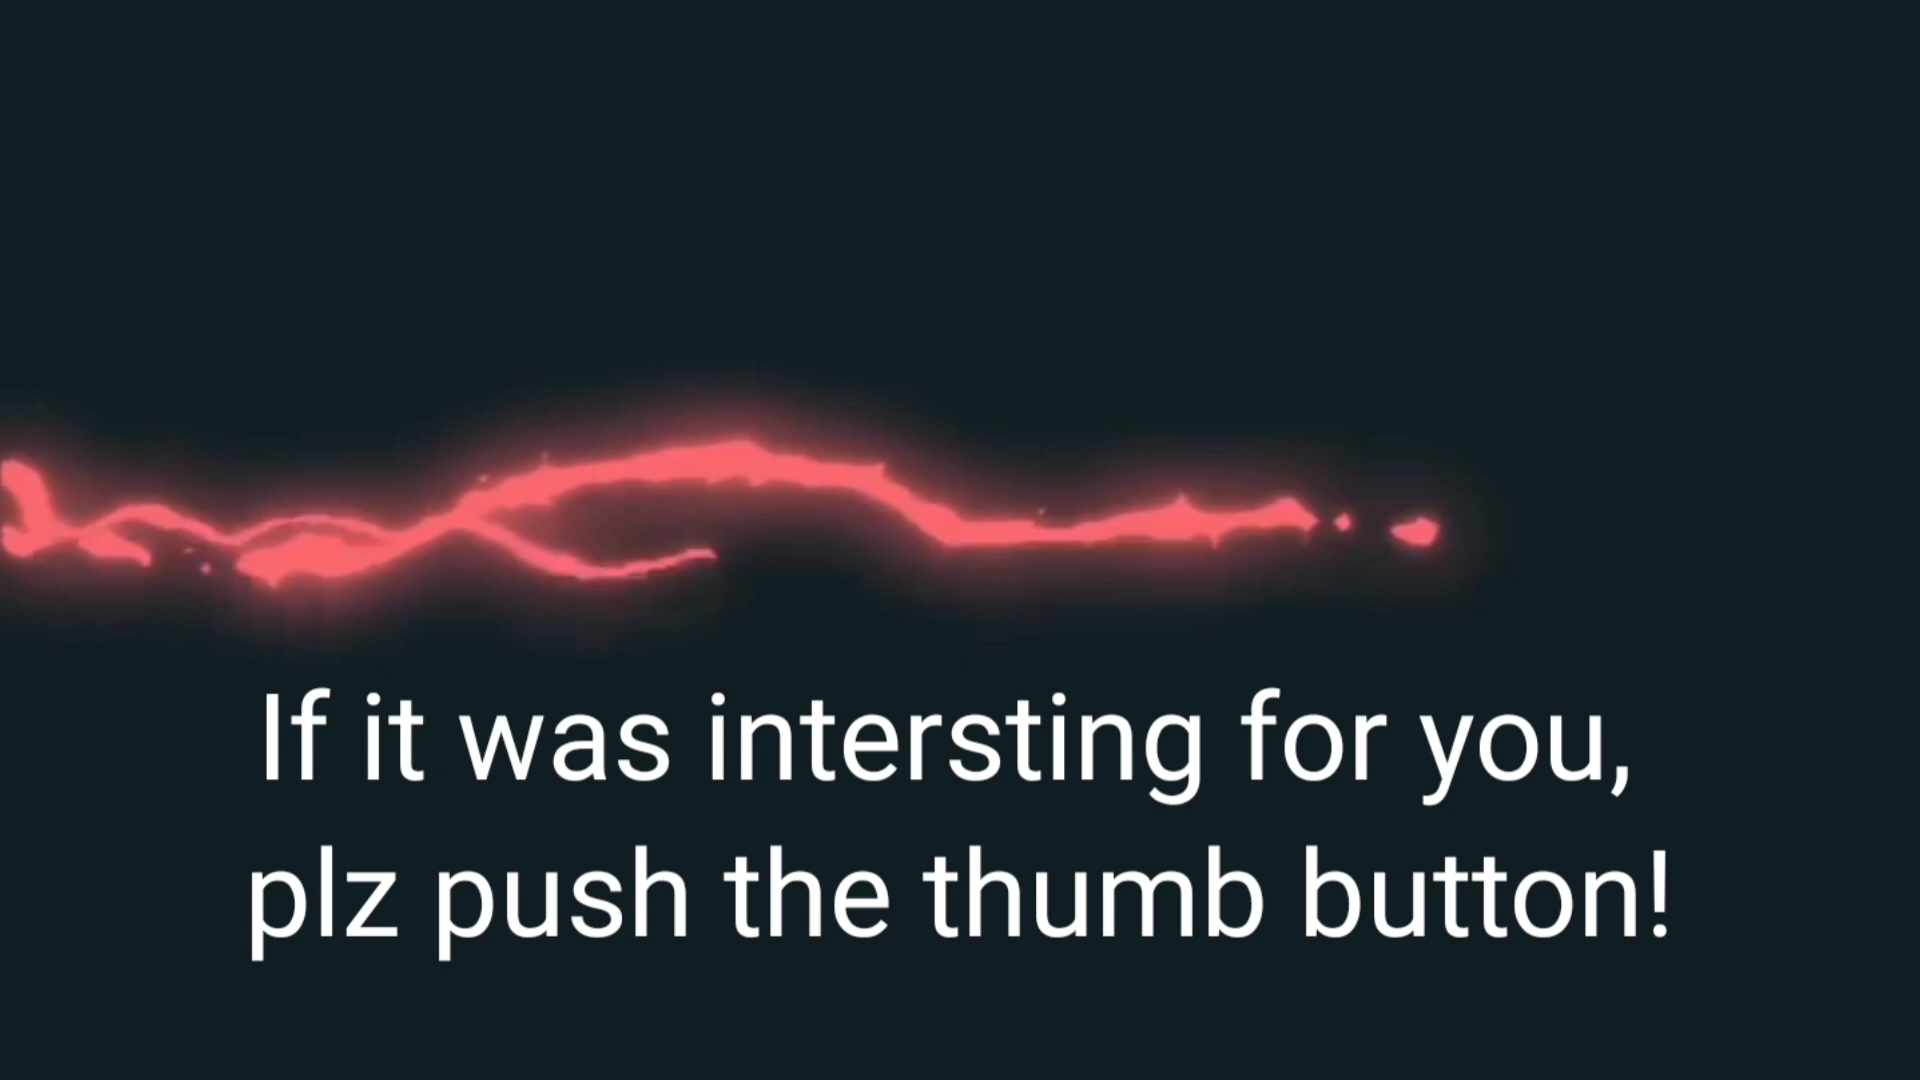 If it was intersting for you,
plz push the thumb button!